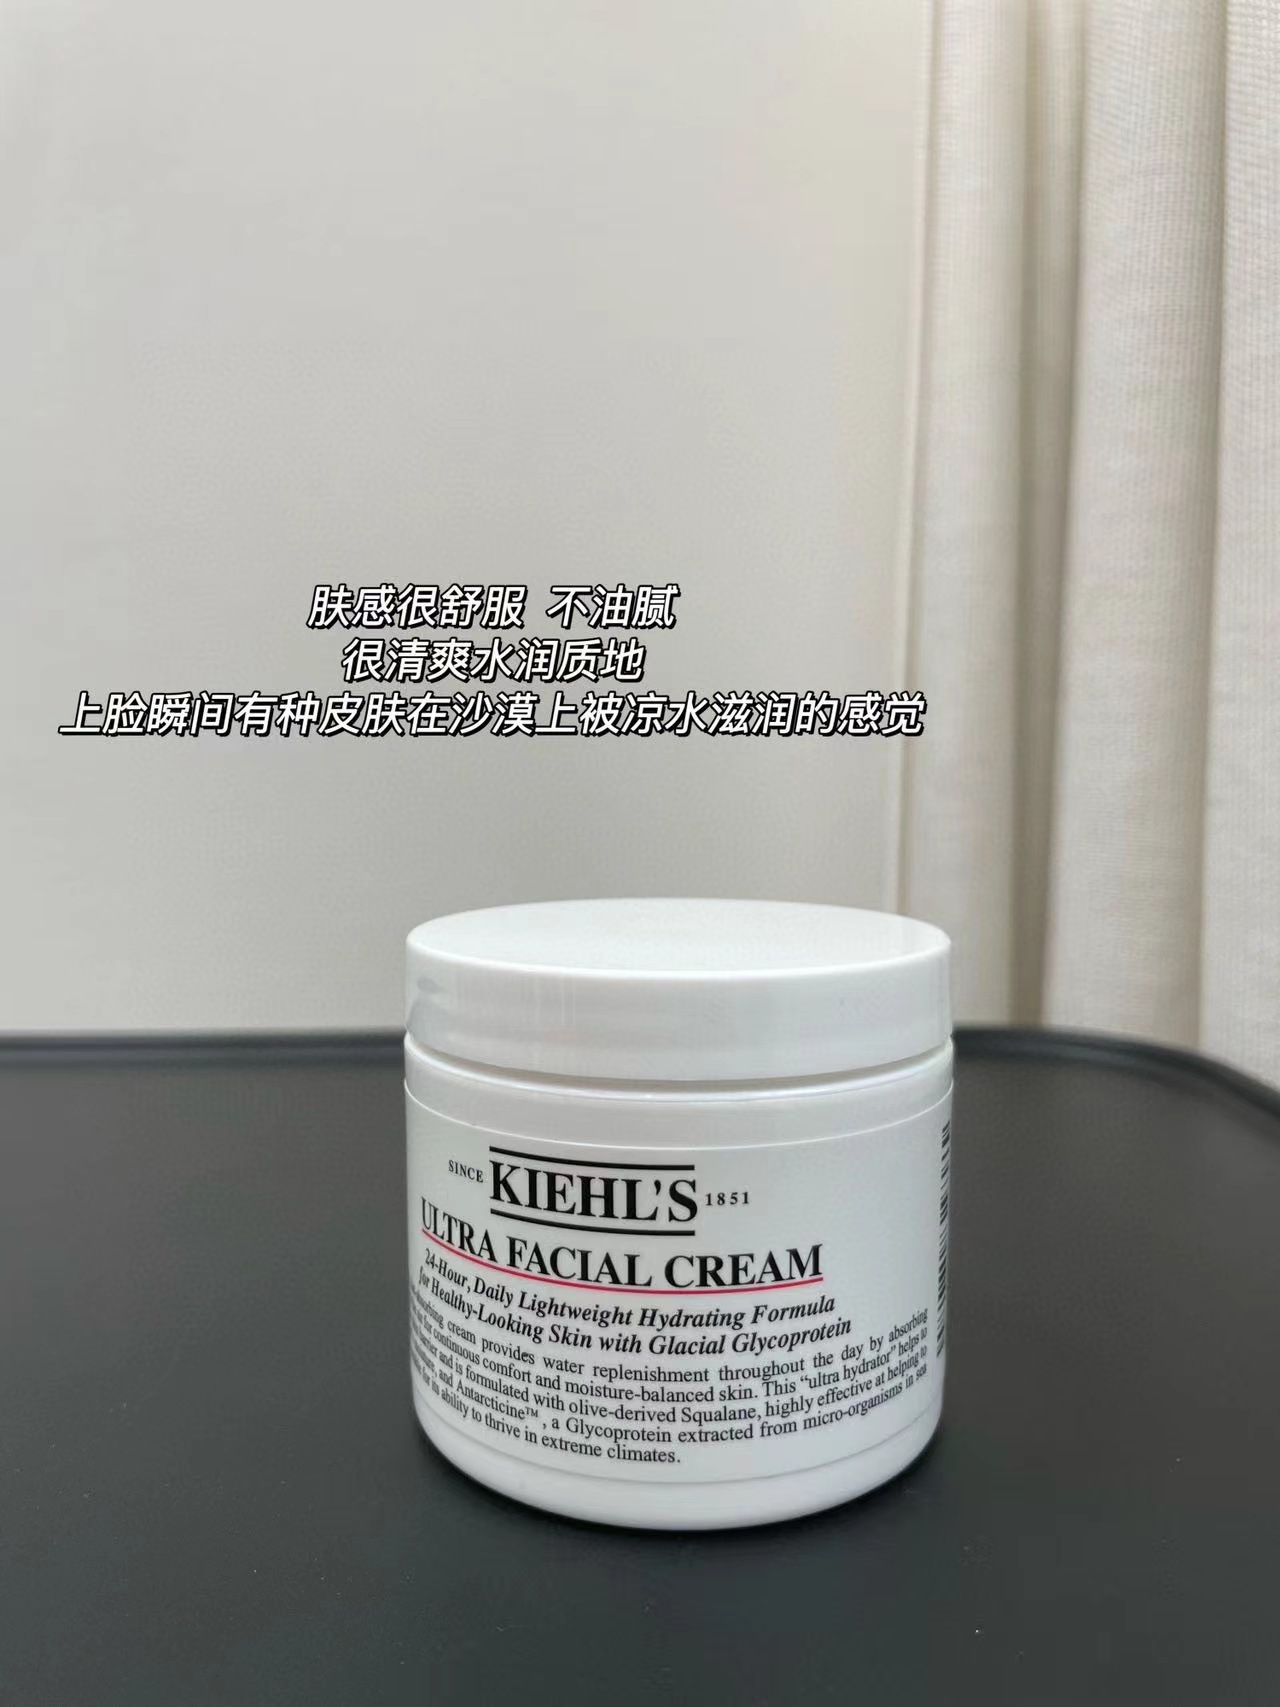 肤感很舒服 不油腻
很清爽水润质地
上脸瞬间有种皮肤在沙漠上被凉水滋润的感觉
SINCE KIEHL'S 1851
ULTRA FACIAL CREAM
24-Hour, Daily Lightweight Hydrating Formula
for Healthy-Looking Skin with Glacial Glycoprotein
cream provides water replenishment throughout the day by absorbing
for continuous comfort and moisture-balanced skin. This "ultra hydrator" helps to
barrier and is formulated with olive-derived Squalane, highly effective at helping to
and Antarcticine™, a Glycoprotein extracted from micro-organisms in sea
for its ability to thrive in extreme climates.